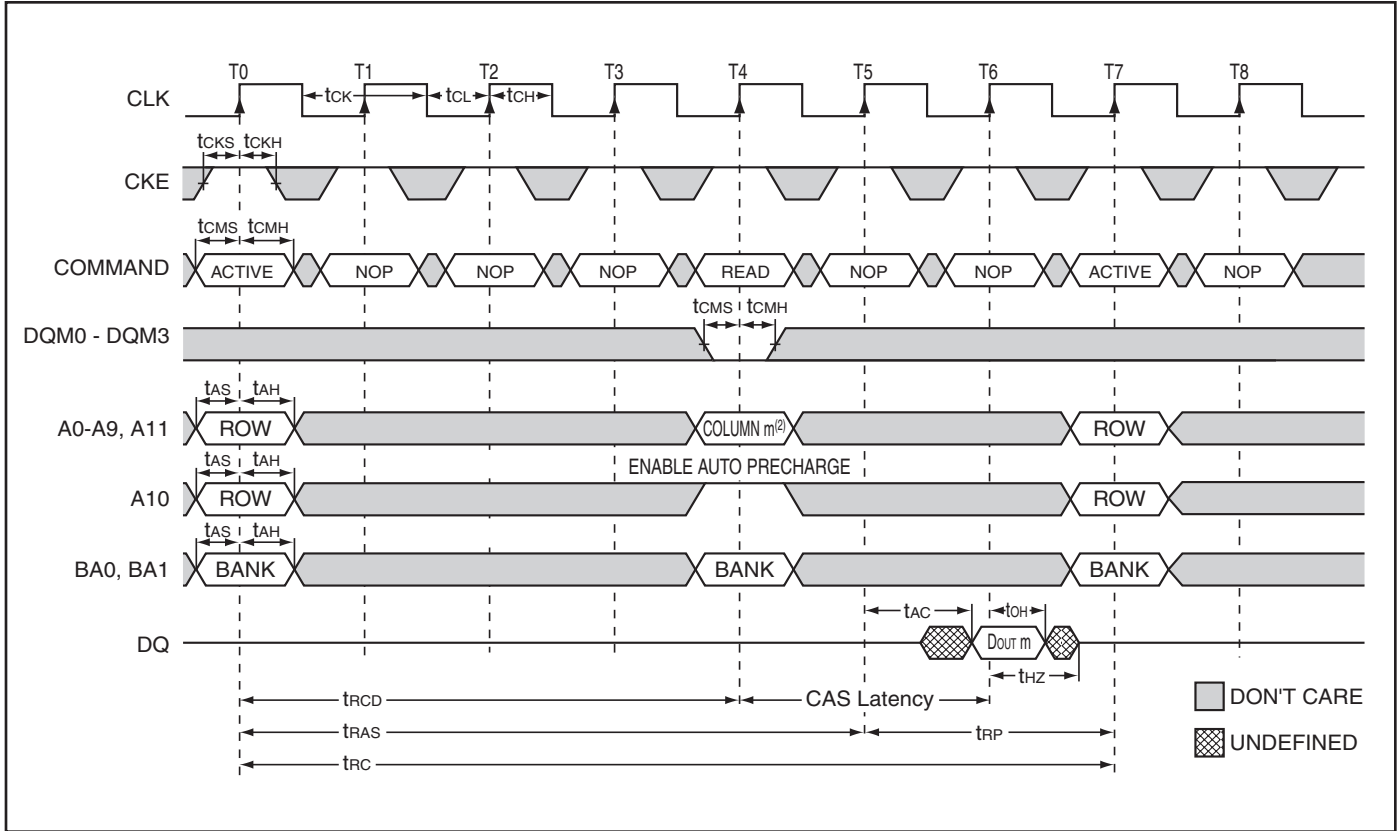 T0 T1 T2 T3 T4 T5 T6 T7 T8
CLK tCK tCL tCH
tCKS tCKH
CKE
tCMS tCMH
COMMAND ACTIVE NOP NOP NOP READ NOP NOP ACTIVE NOP
tCMS tCMH
DQM0 - DQM3
tAS tAH
A0-A9, A11 ROW COLUMN m(2) ROW
tAS tAH ENABLE AUTO PRECHARGE
A10 ROW ROW
tAS tAH
BA0, BA1 BANK BANK BANK
tAC tOH
DQ DOUT m
tHZ
tRCD CAS Latency DON'T CARE
tRAS tRP UNDEFINED
tRC